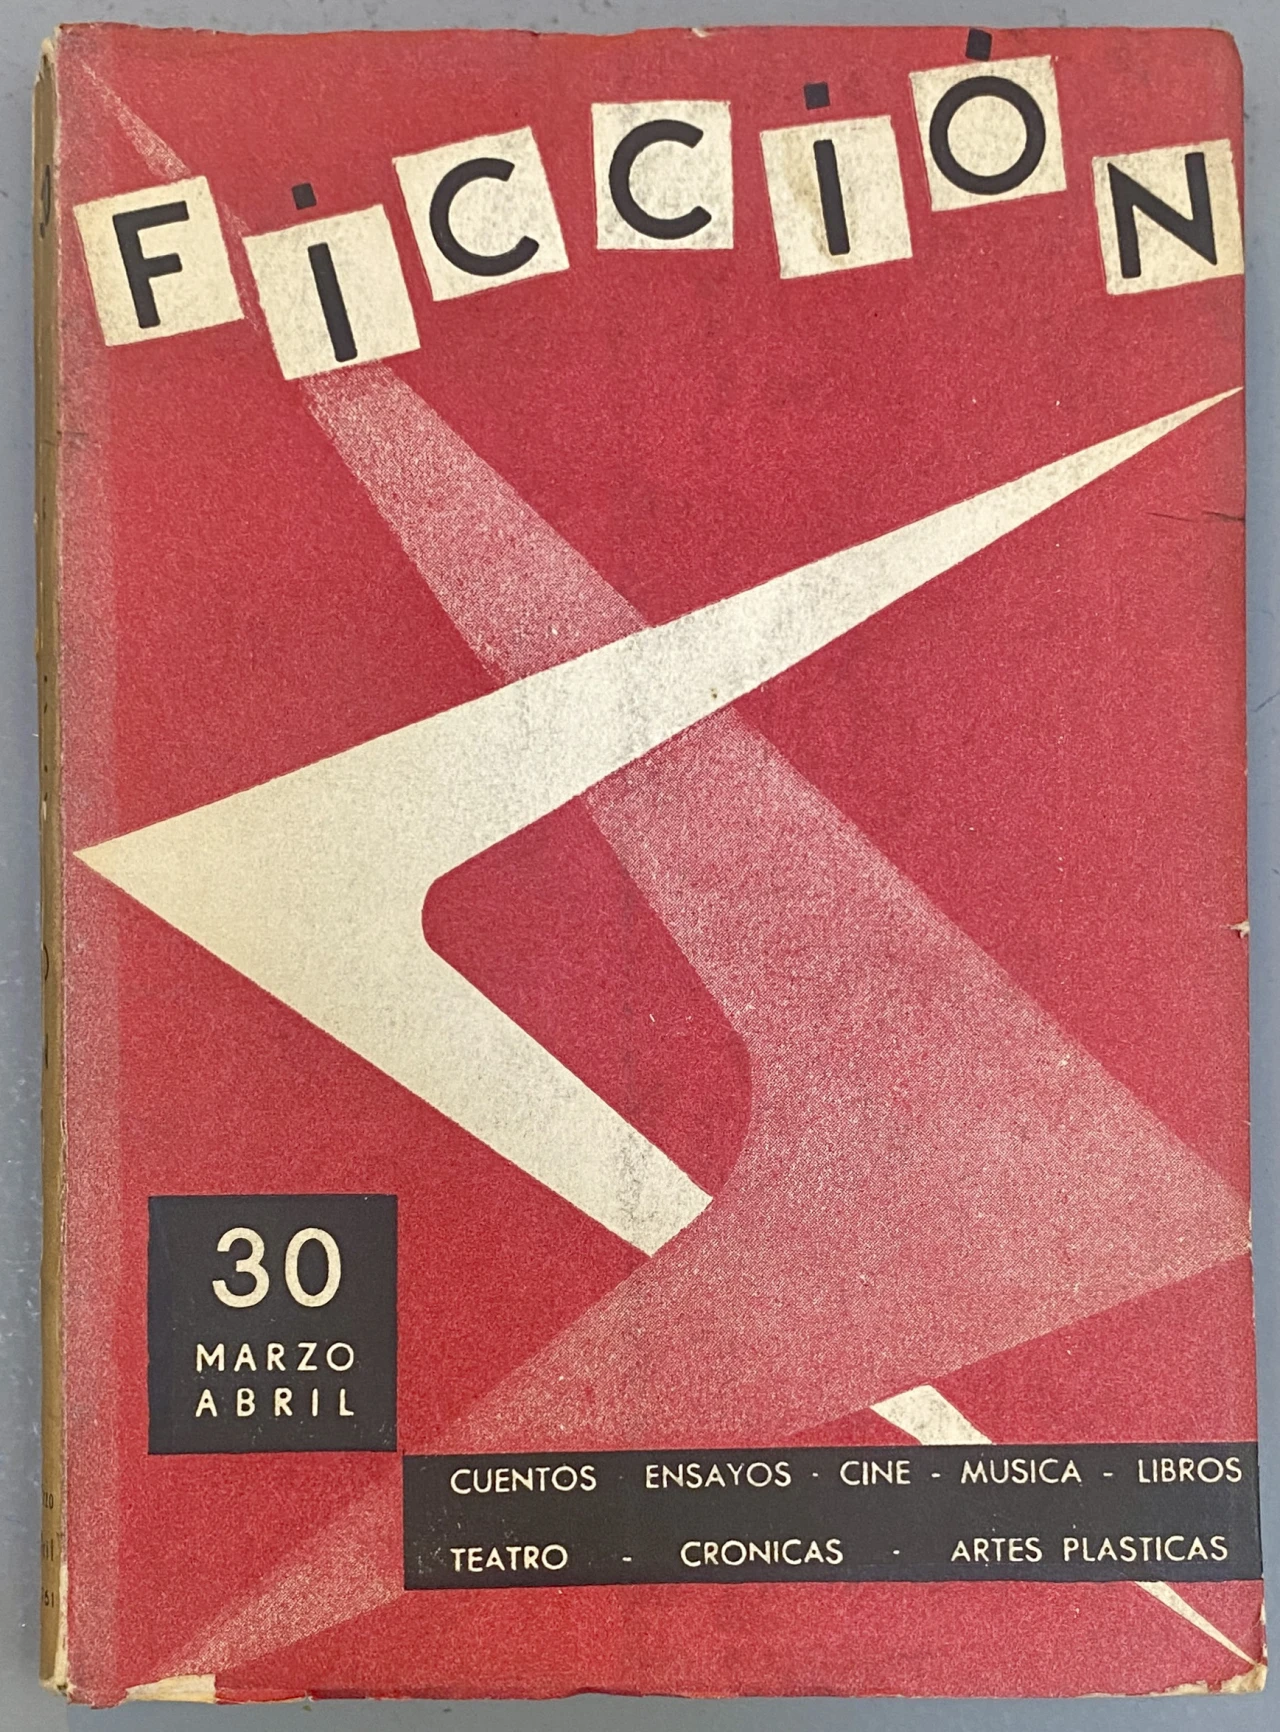 FiCCiÓN
30
MARZO
ABRIL
CUENTOS · ENSAYOS · CINE - MUSICA - LIBROS
TEATRO - CRONICAS - ARTES PLASTICAS